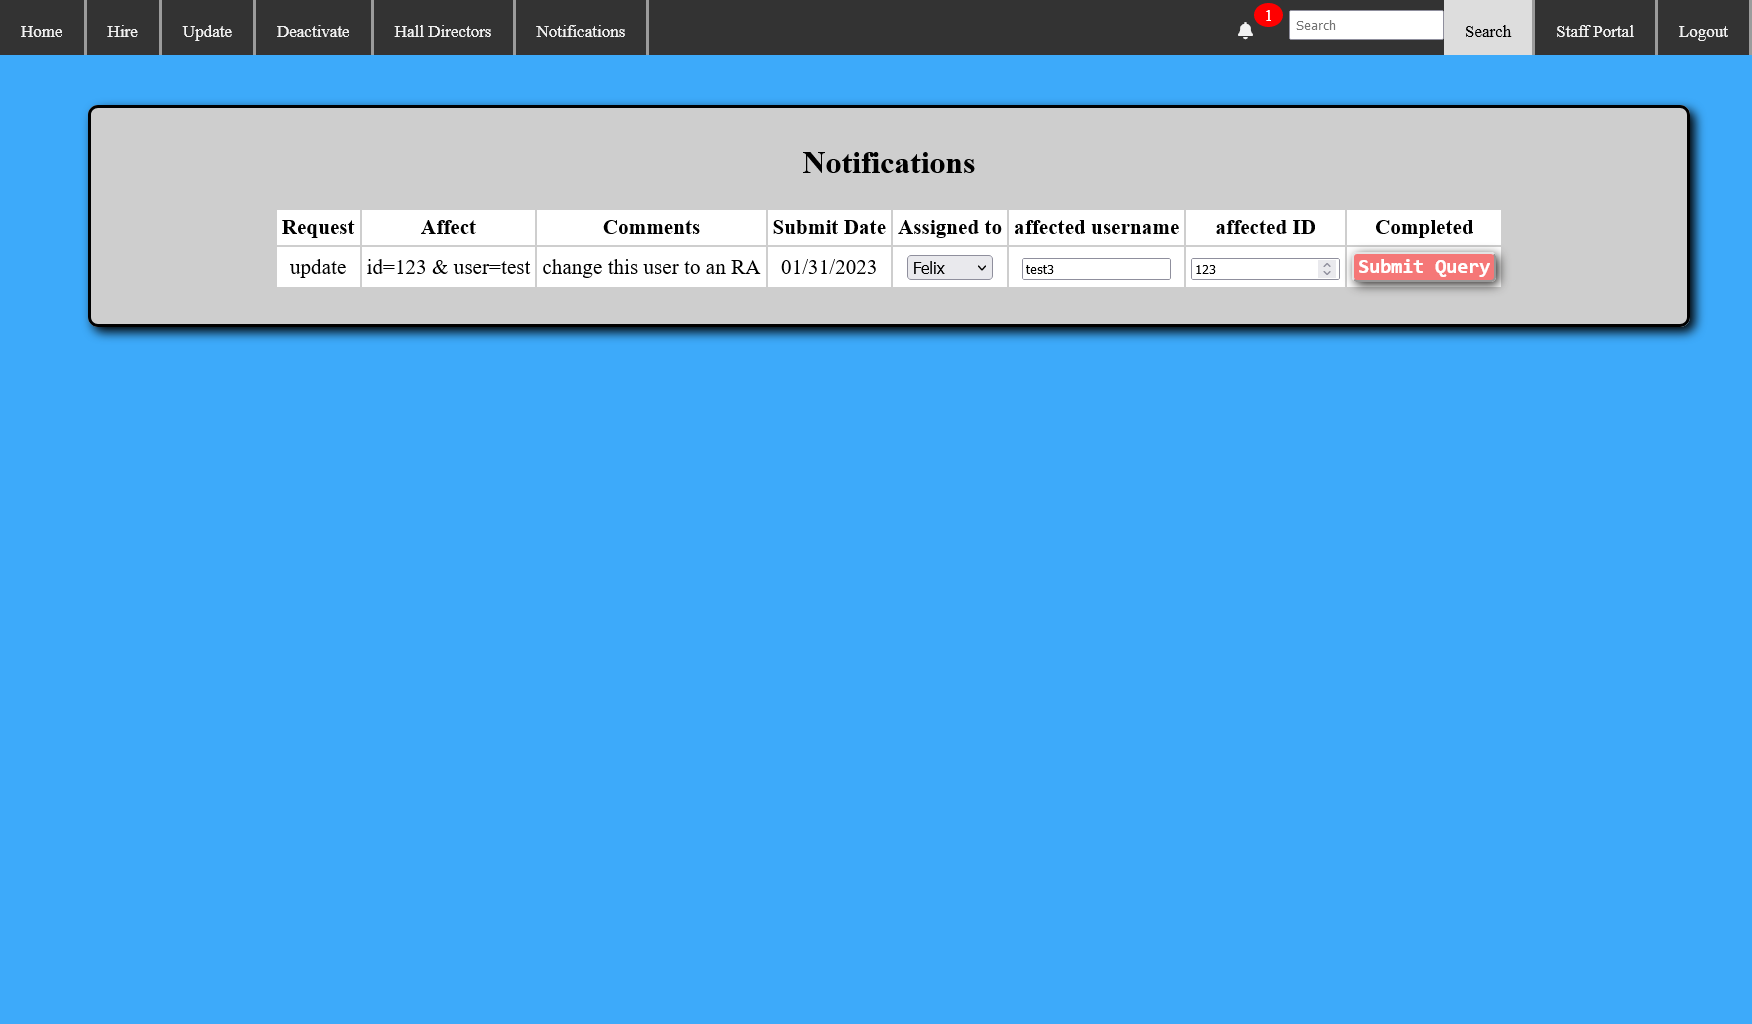 Home Hire Update Deactivate Hall Directors Notifications 1 Search Search Staff Portal Logout
Notifications
Request Affect Comments Submit Date Assigned to affected username affected ID Completed
update id=123 & user=test change this user to an RA 01/31/2023 Felix test3 123 Submit Query